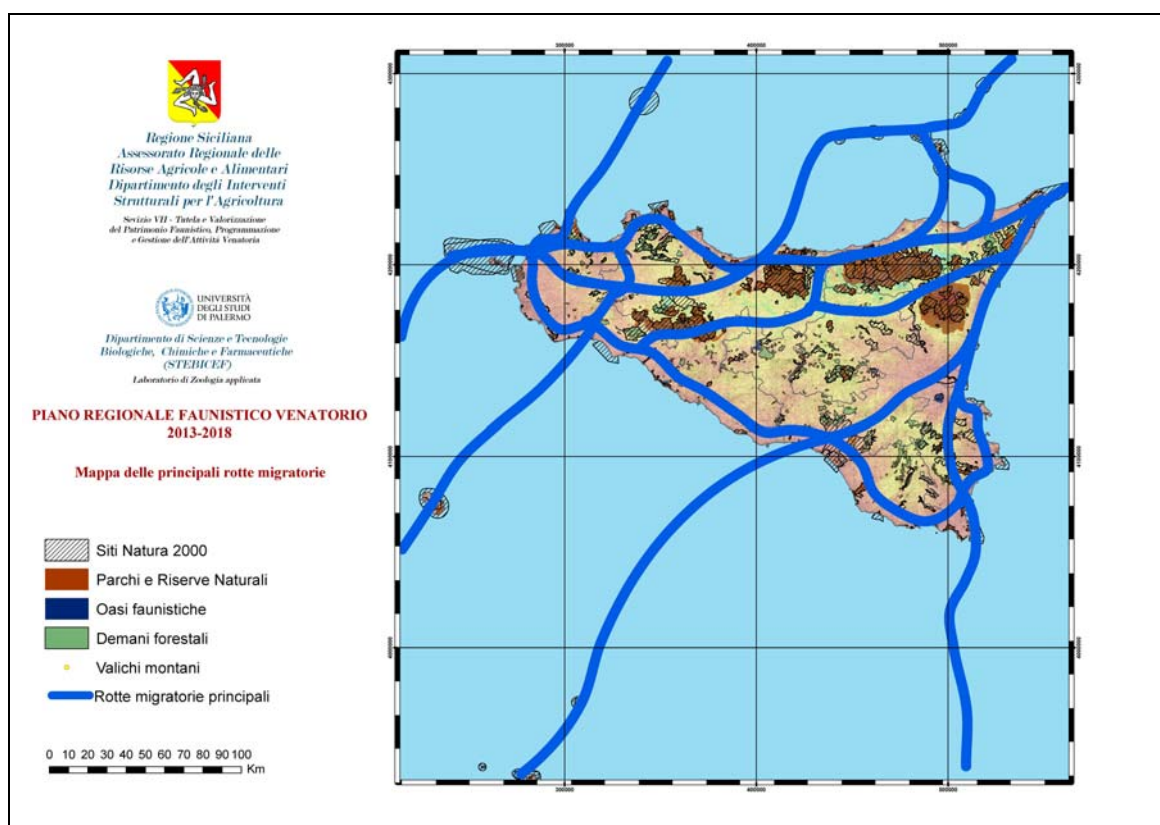 Regione Siciliana
Assessorato Regionale delle
Risorse Agricole e Alimentari
Dipartimento degli Interventi
Strutturali per l'Agricoltura
Sevizio VII - Tutela e Valorizzazione
del Patrimonio Faunistico, Programmazione
e Gestione dell'Attività Venatoria
UNIVERSITÀ
DEGLI STUDI
DI PALERMO
Dipartimento di Scienze e Tecnologie
Biologiche, Chimiche e Farmaceutiche
(STEBICEF)
Laboratorio di Zoologia applicata
PIANO REGIONALE FAUNISTICO VENATORIO
2013-2018
Mappa delle principali rotte migratorie
Siti Natura 2000
Parchi e Riserve Naturali
Oasi faunistiche
Demani forestali
Valichi montani
Rotte migratorie principali
0 10 20 30 40 50 60 70 80 90 100
Km